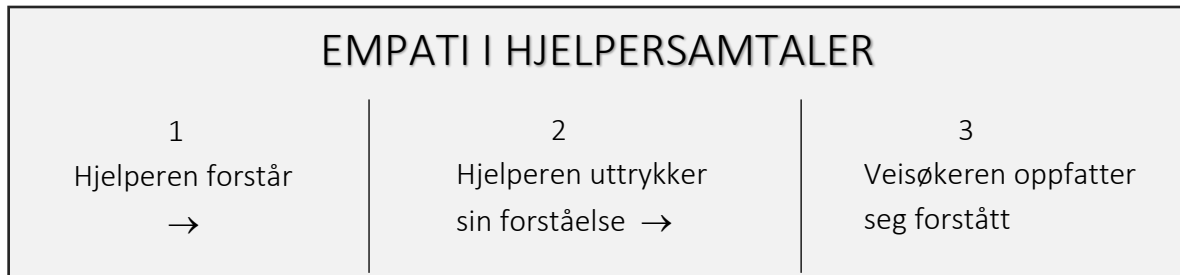 EMPATI I HJELPERSAMTALER
1
Hjelperen forstår
→
2
Hjelperen uttrykker
sin forståelse →
3
Veisøkeren oppfatter
seg forstått